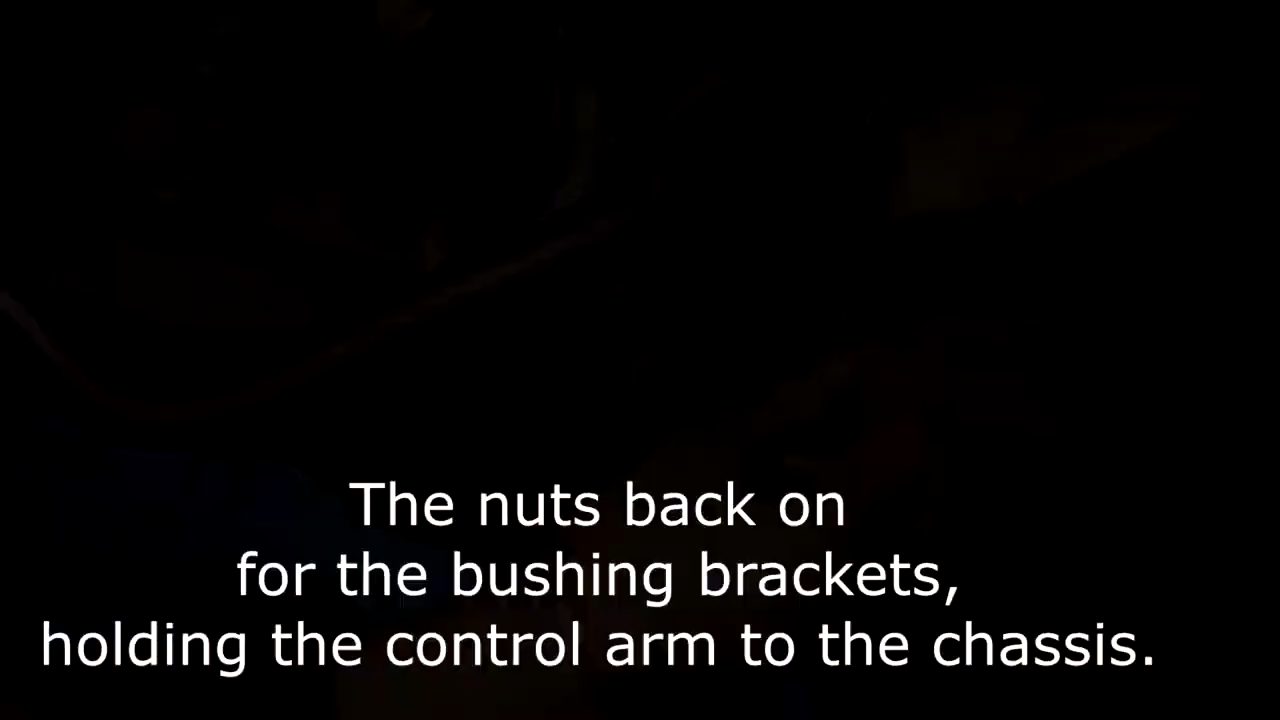 The nuts back on
for the bushing brackets,
holding the control arm to the chassis.